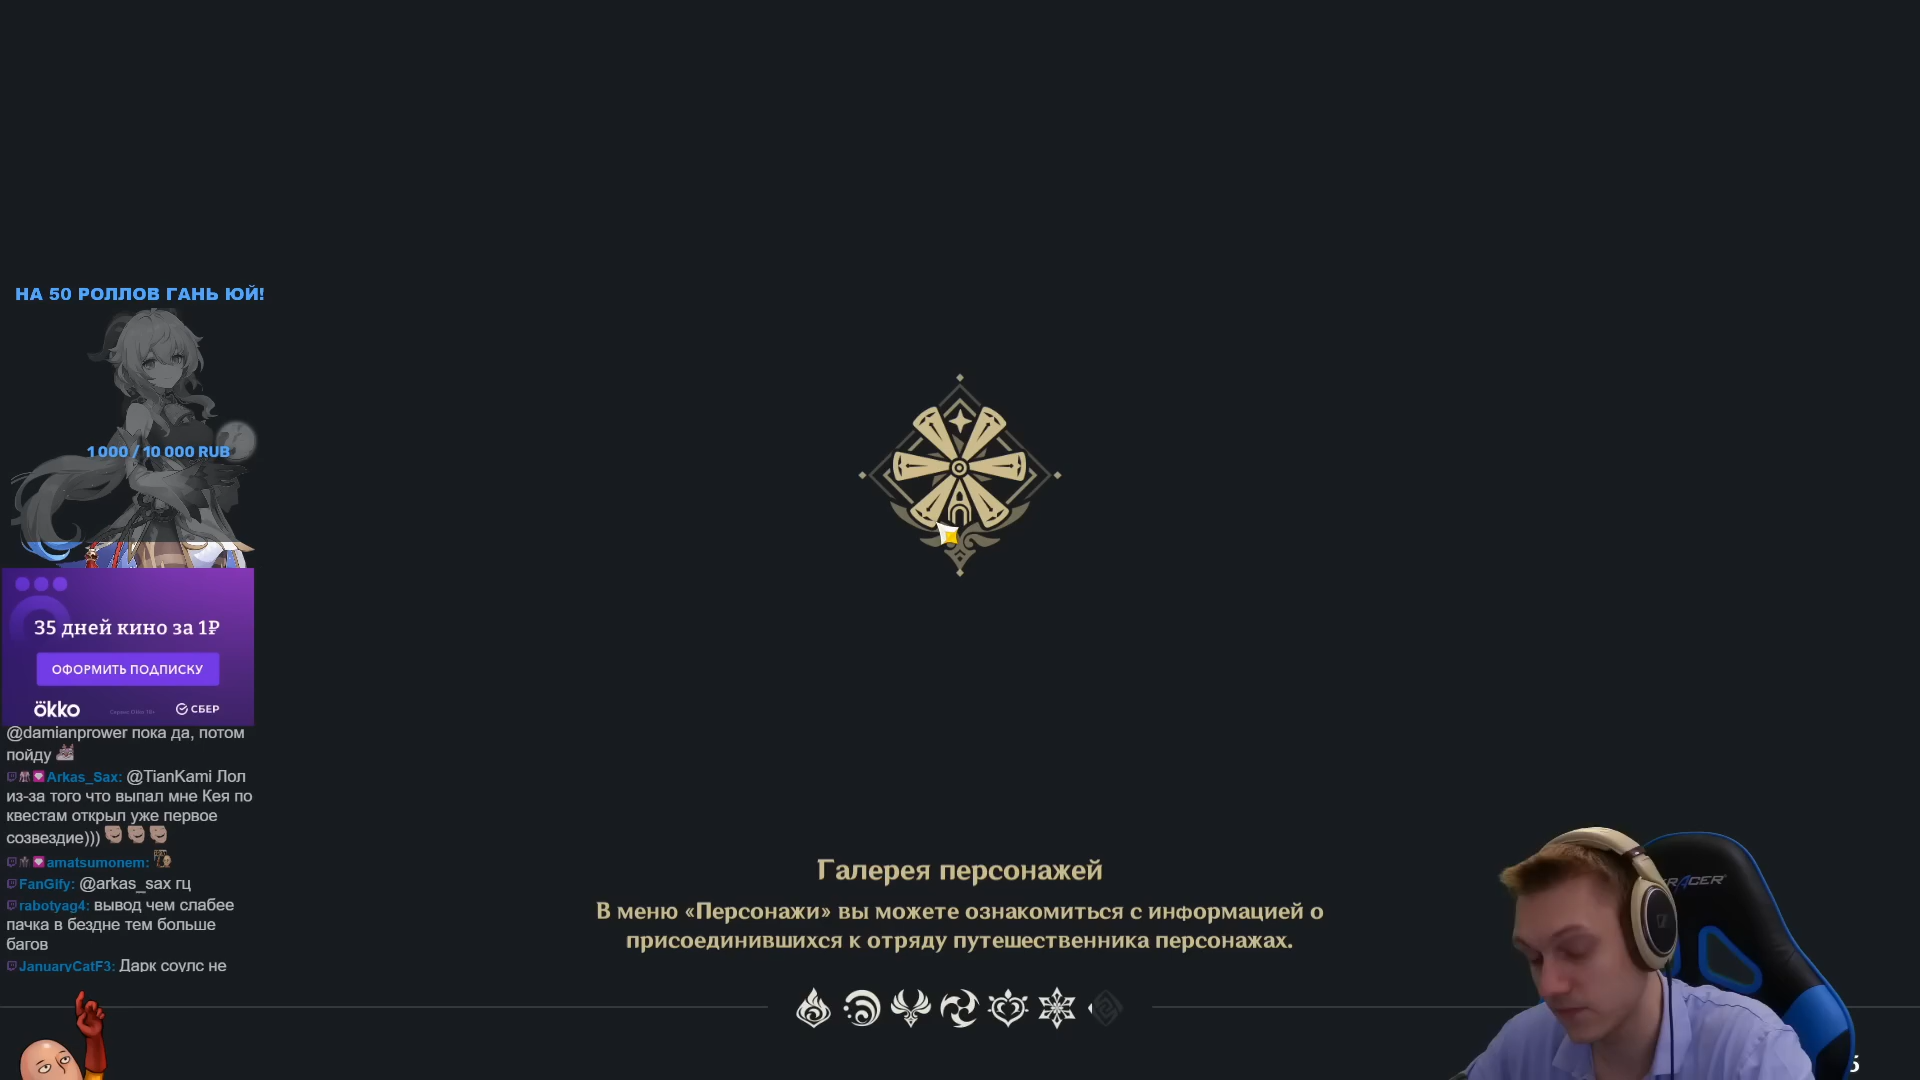 НА 50 РОЛЛОВ ГАНЬ ЮЙ!
1 000 / 10 000 RUB
35 дней кино за 1₽
ОФОРМИТЬ ПОДПИСКУ
okko
СБЕР
@damianprower пока да, потом
пойду
Arkas_Sax: @TianKami Лол
из-за того что выпал мне Кея по
квестам открыл уже первое
созвездие)))
amatsumonem:
FanGify: @arkas_sax гц
rabotyag4: вывод чем слабее
пачка в бездне тем больше
багов
JanuaryCatF3: Дарк соулс не
Галерея персонажей
В меню «Персонажи» вы можете ознакомиться с информацией о
присоединившихся к отряду путешественника персонажах.